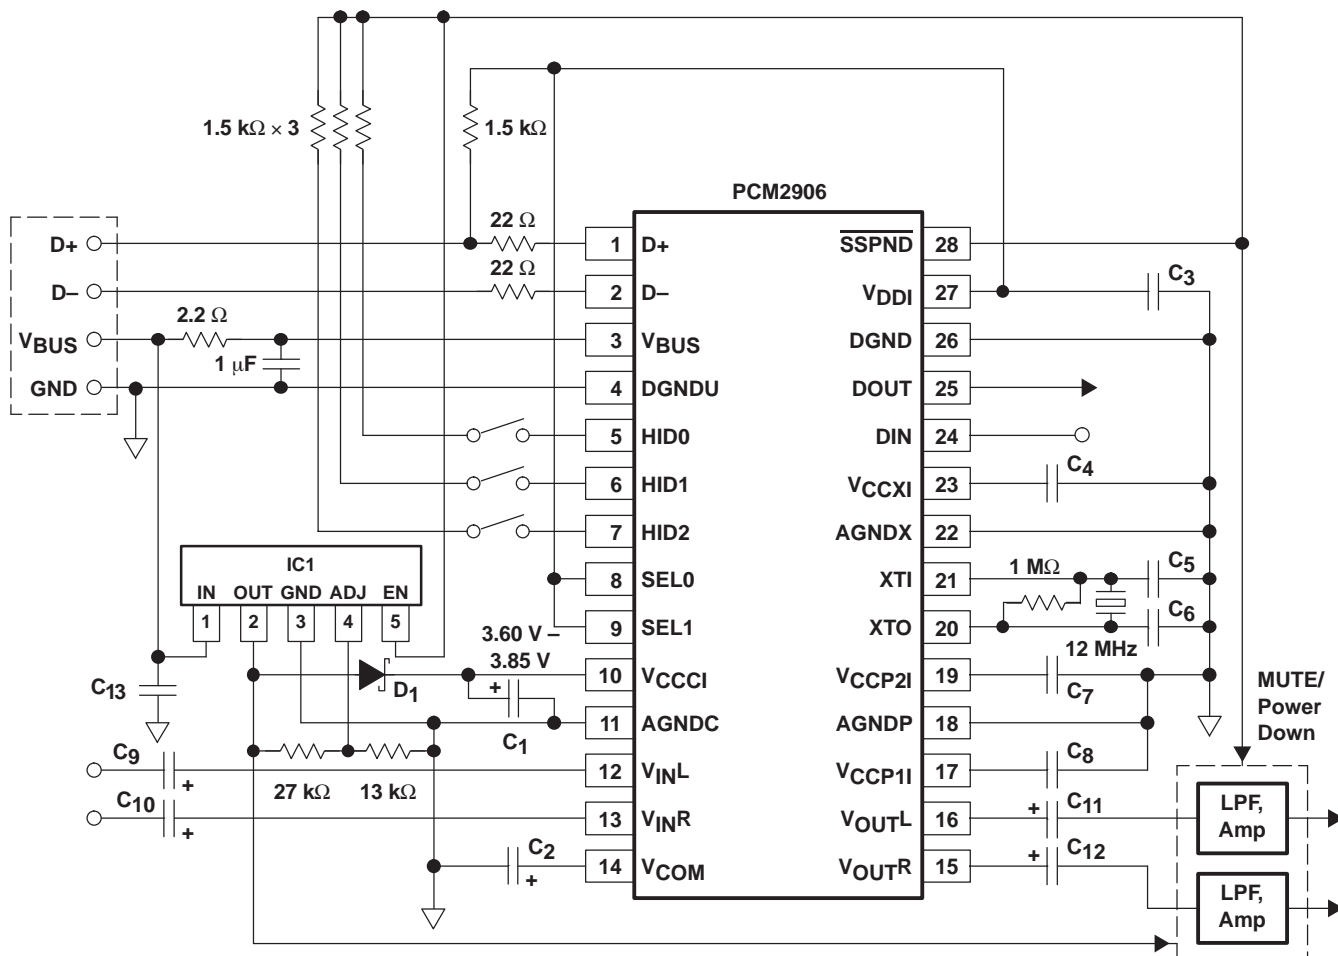 PCM2906
1.5 kΩ × 3
1.5 kΩ
22 Ω
22 Ω
2.2 Ω
1 μF
D+
D–
VBUS
GND
1 D+
2 D–
3 VBUS
4 DGNDU
5 HID0
6 HID1
7 HID2
8 SEL0
9 SEL1
10 VCCCI
11 AGNDC
12 VINL
13 VINR
14 VCOM
SSPND 28
VDDI 27
DGND 26
DOUT 25
DIN 24
VCCXI 23
AGNDX 22
XTI 21
XTO 20
VCCP2I 19
AGNDP 18
VCCP1I 17
VOUTL 16
VOUTR 15
IC1
IN OUT GND ADJ EN
1 2 3 4 5
3.60 V –
3.85 V
D1
+
C1
C13
C9
+
C10
+
27 kΩ
13 kΩ
C2
+
C3
C4
1 MΩ
C5
C6
12 MHz
C7
C8
+
C11
+
C12
MUTE/
Power
Down
LPF,
Amp
LPF,
Amp